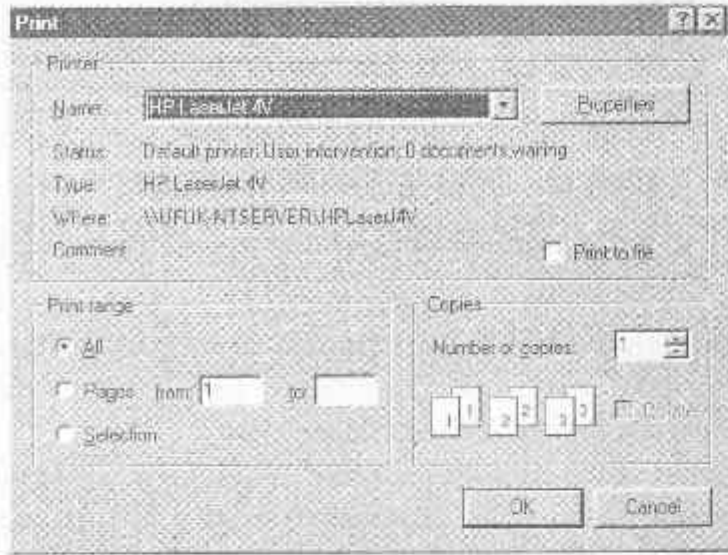 Print
Printer
Name: HP LaserJet 4V Properties
Status: Default printer; User intervention; 0 documents waiting
Type: HP LaserJet 4V
Where: \\UFUK-NTSERVER\HPLaserJ4V
Comment: Print to file
Print range
All
Pages from: 1 to:
Selection
Copies
Number of copies: 1
1 1 2 2 3 3
OK Cancel